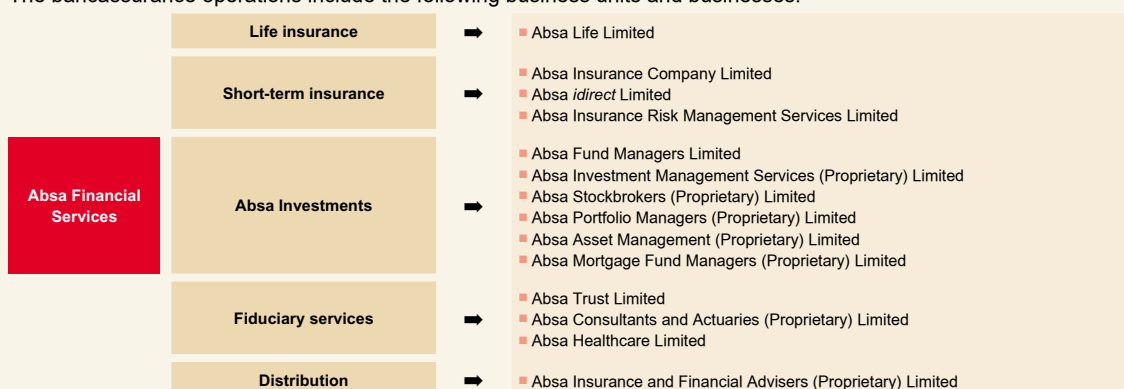 The bancassurance operations include the following business units and businesses:
Life insurance
Absa Life Limited
Short-term insurance
Absa Insurance Company Limited
Absa idirect Limited
Absa Insurance Risk Management Services Limited
Absa Financial
Services
Absa Investments
Absa Fund Managers Limited
Absa Investment Management Services (Proprietary) Limited
Absa Stockbrokers (Proprietary) Limited
Absa Portfolio Managers (Proprietary) Limited
Absa Asset Management (Proprietary) Limited
Absa Mortgage Fund Managers (Proprietary) Limited
Fiduciary services
Absa Trust Limited
Absa Consultants and Actuaries (Proprietary) Limited
Absa Healthcare Limited
Distribution
Absa Insurance and Financial Advisers (Proprietary) Limited